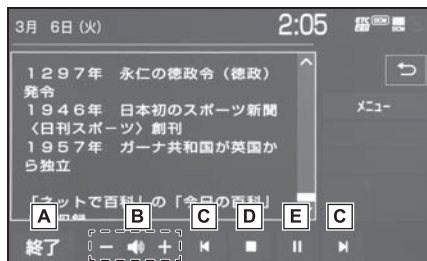 3月 6日 (火) 2:05
1297年 永仁の徳政令（徳政）
発令
1946年 日本初のスポーツ新聞
〈日刊スポーツ〉創刊
1957年 ガーナ共和国が英国か
ら独立
「ネットで百科」の「今日の百科」
メニュー
A B C D E C
終了